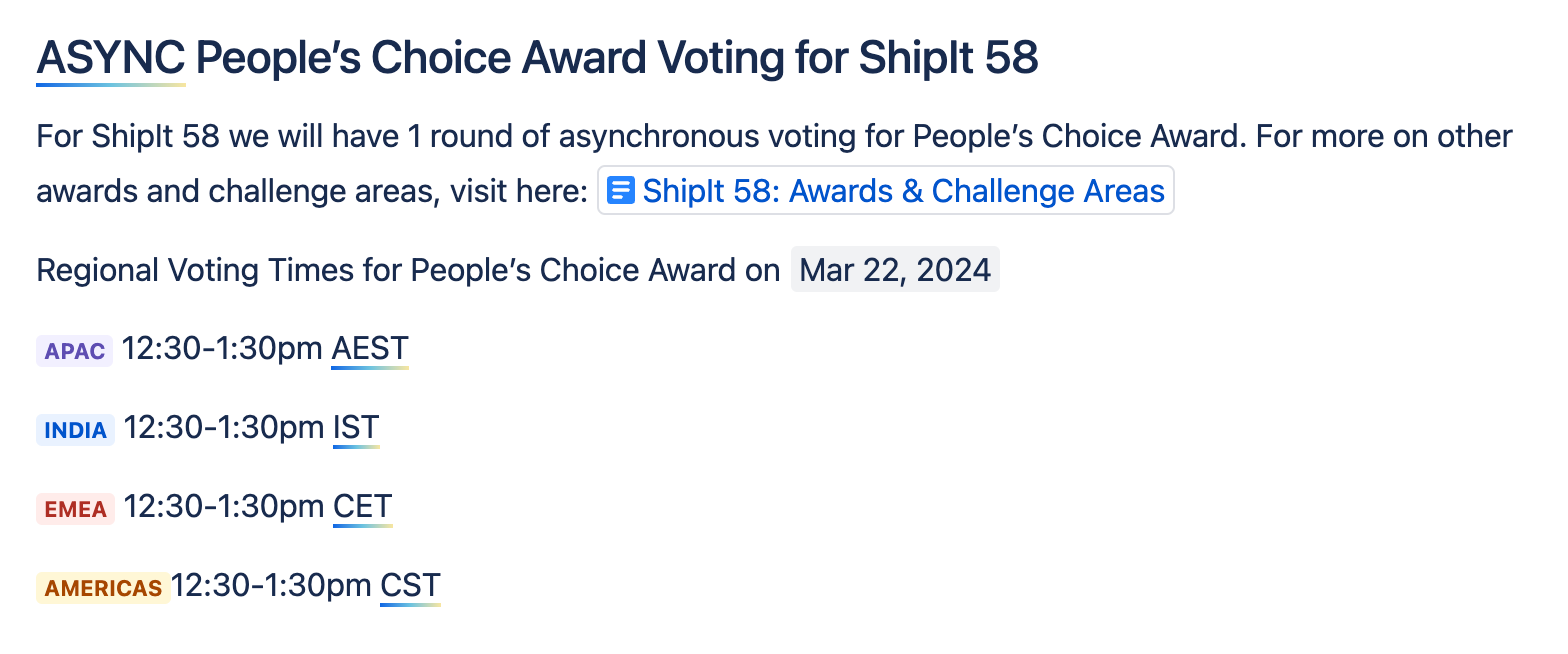 ASYNC People’s Choice Award Voting for ShipIt 58
For ShipIt 58 we will have 1 round of asynchronous voting for People’s Choice Award. For more on other
awards and challenge areas, visit here: ShipIt 58: Awards & Challenge Areas
Regional Voting Times for People’s Choice Award on Mar 22, 2024
APAC 12:30-1:30pm AEST
INDIA 12:30-1:30pm IST
EMEA 12:30-1:30pm CET
AMERICAS 12:30-1:30pm CST